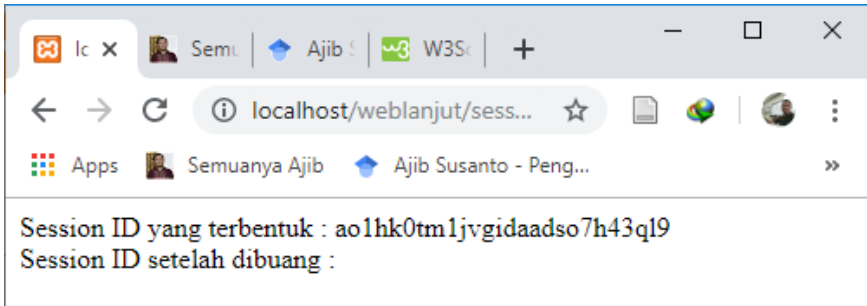 Ic
Semu
Ajib S
W3Sc
localhost/weblanjut/sess...
Apps
Semuanya Ajib
Ajib Susanto - Peng...
Session ID yang terbentuk : ao1hk0tm1jvgidaadso7h43ql9
Session ID setelah dibuang :